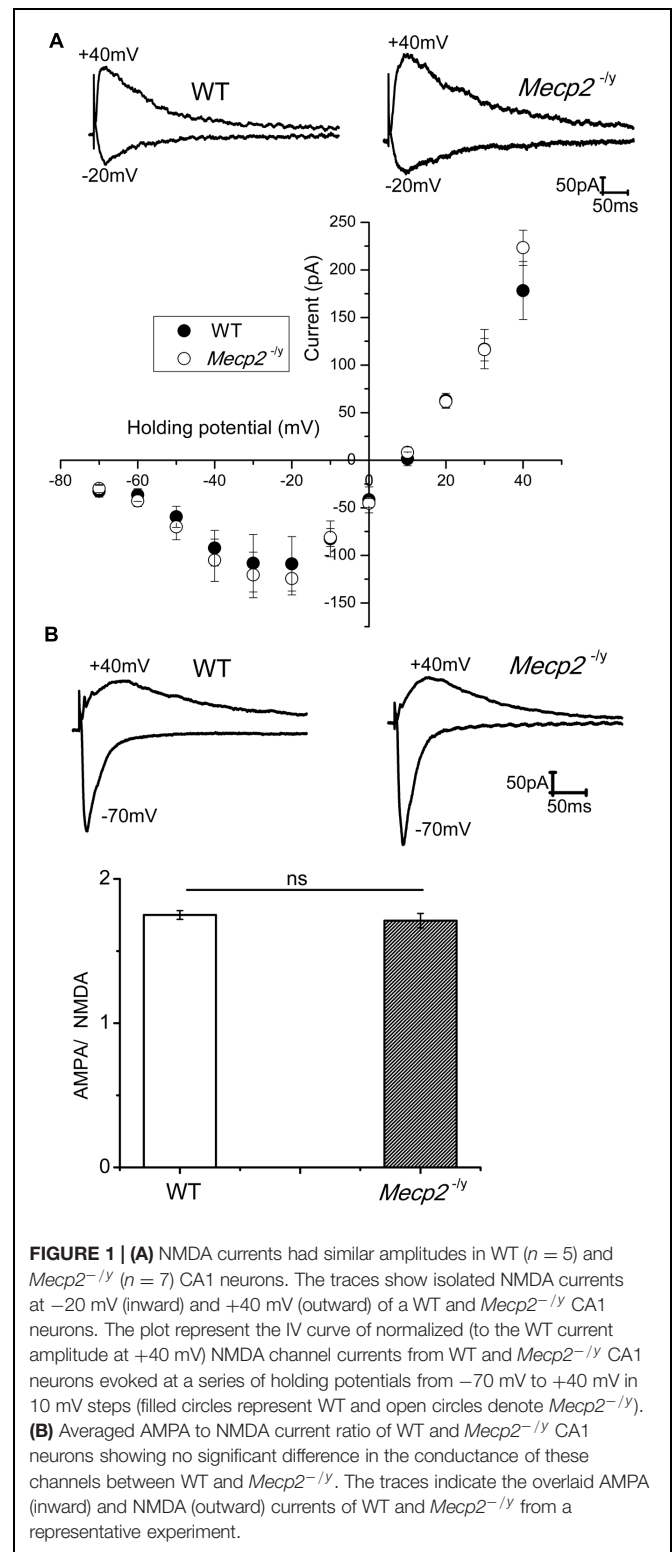 A
+40mV
WT
-20mV
+40mV
Mecp2 -/y
-20mV
50pA
50ms
250
200
150
100
50
0
-50
-100
-150
Current (pA)
WT
Mecp2 -/y
Holding potential (mV)
-80 -60 -40 -20 0 20 40
B
+40mV
WT
-70mV
+40mV
Mecp2 -/y
-70mV
50pA
50ms
2
ns
1
0
AMPA/ NMDA
WT
Mecp2 -/y
FIGURE 1 | (A) NMDA currents had similar amplitudes in WT (n = 5) and
Mecp2−/y (n = 7) CA1 neurons. The traces show isolated NMDA currents
at −20 mV (inward) and +40 mV (outward) of a WT and Mecp2−/y CA1
neurons. The plot represent the IV curve of normalized (to the WT current
amplitude at +40 mV) NMDA channel currents from WT and Mecp2−/y CA1
neurons evoked at a series of holding potentials from −70 mV to +40 mV in
10 mV steps (filled circles represent WT and open circles denote Mecp2−/y).
(B) Averaged AMPA to NMDA current ratio of WT and Mecp2−/y CA1
neurons showing no significant difference in the conductance of these
channels between WT and Mecp2−/y. The traces indicate the overlaid AMPA
(inward) and NMDA (outward) currents of WT and Mecp2−/y from a
representative experiment.